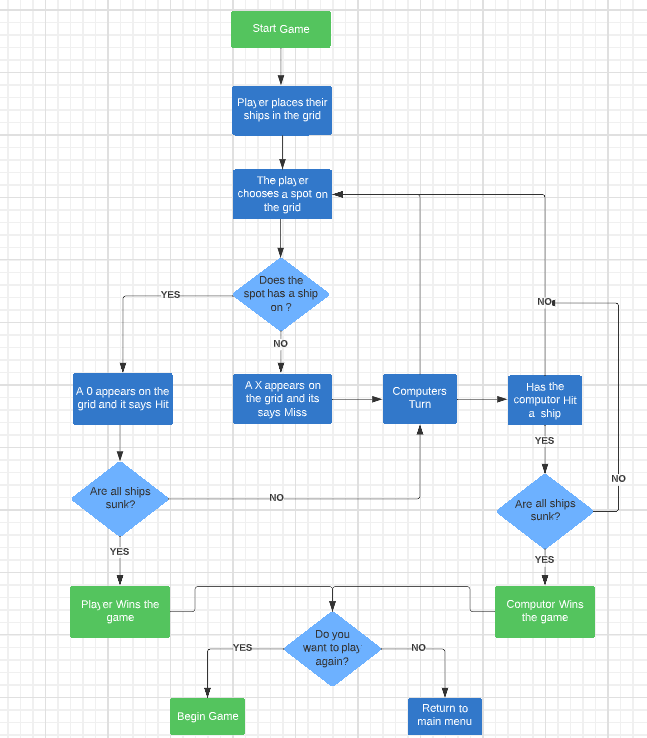 Start Game
Player places their
ships in the grid
The player
chooses a spot on
the grid
Does the
spot has a ship
on ?
YES
NO
NO
A 0 appears on the
grid and it says Hit
A X appears on
the grid and its
says Miss
Computers
Turn
Has the
computor Hit
a ship
YES
Are all ships
sunk?
NO
Are all ships
sunk?
NO
YES
YES
Player Wins the
game
Computor Wins
the game
Do you
want to play
again?
YES
NO
Begin Game
Return to
main menu